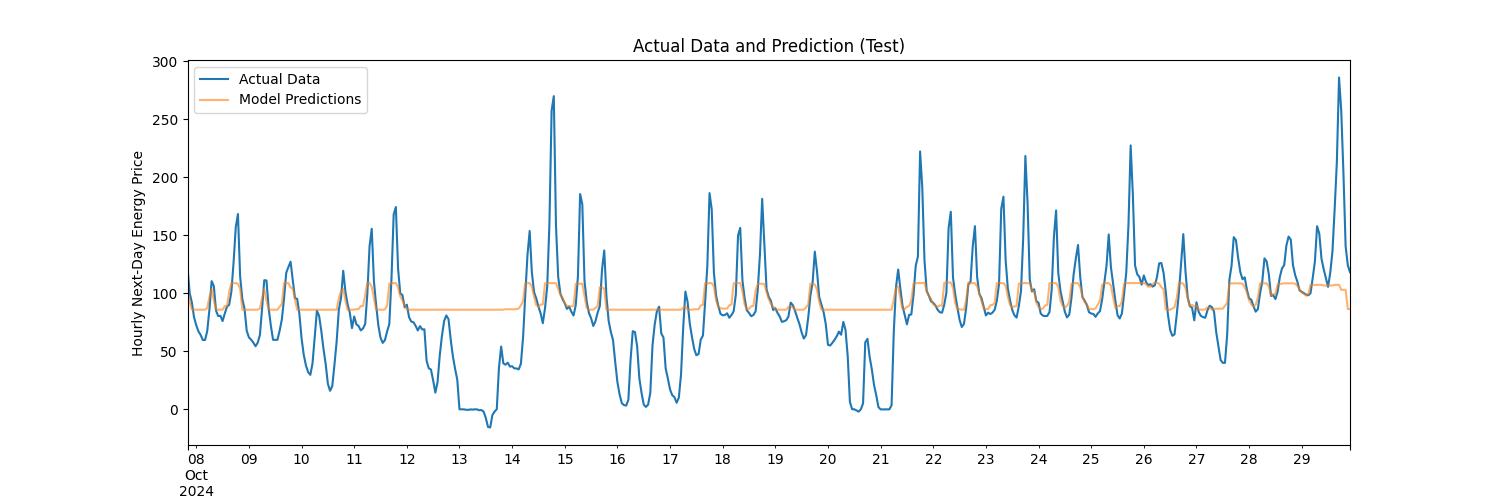 Actual Data and Prediction (Test)
Actual Data
Model Predictions
Hourly Next-Day Energy Price
300
250
200
150
100
50
0
08 09 10 11 12 13 14 15 16 17 18 19 20 21 22 23 24 25 26 27 28 29
Oct
2024